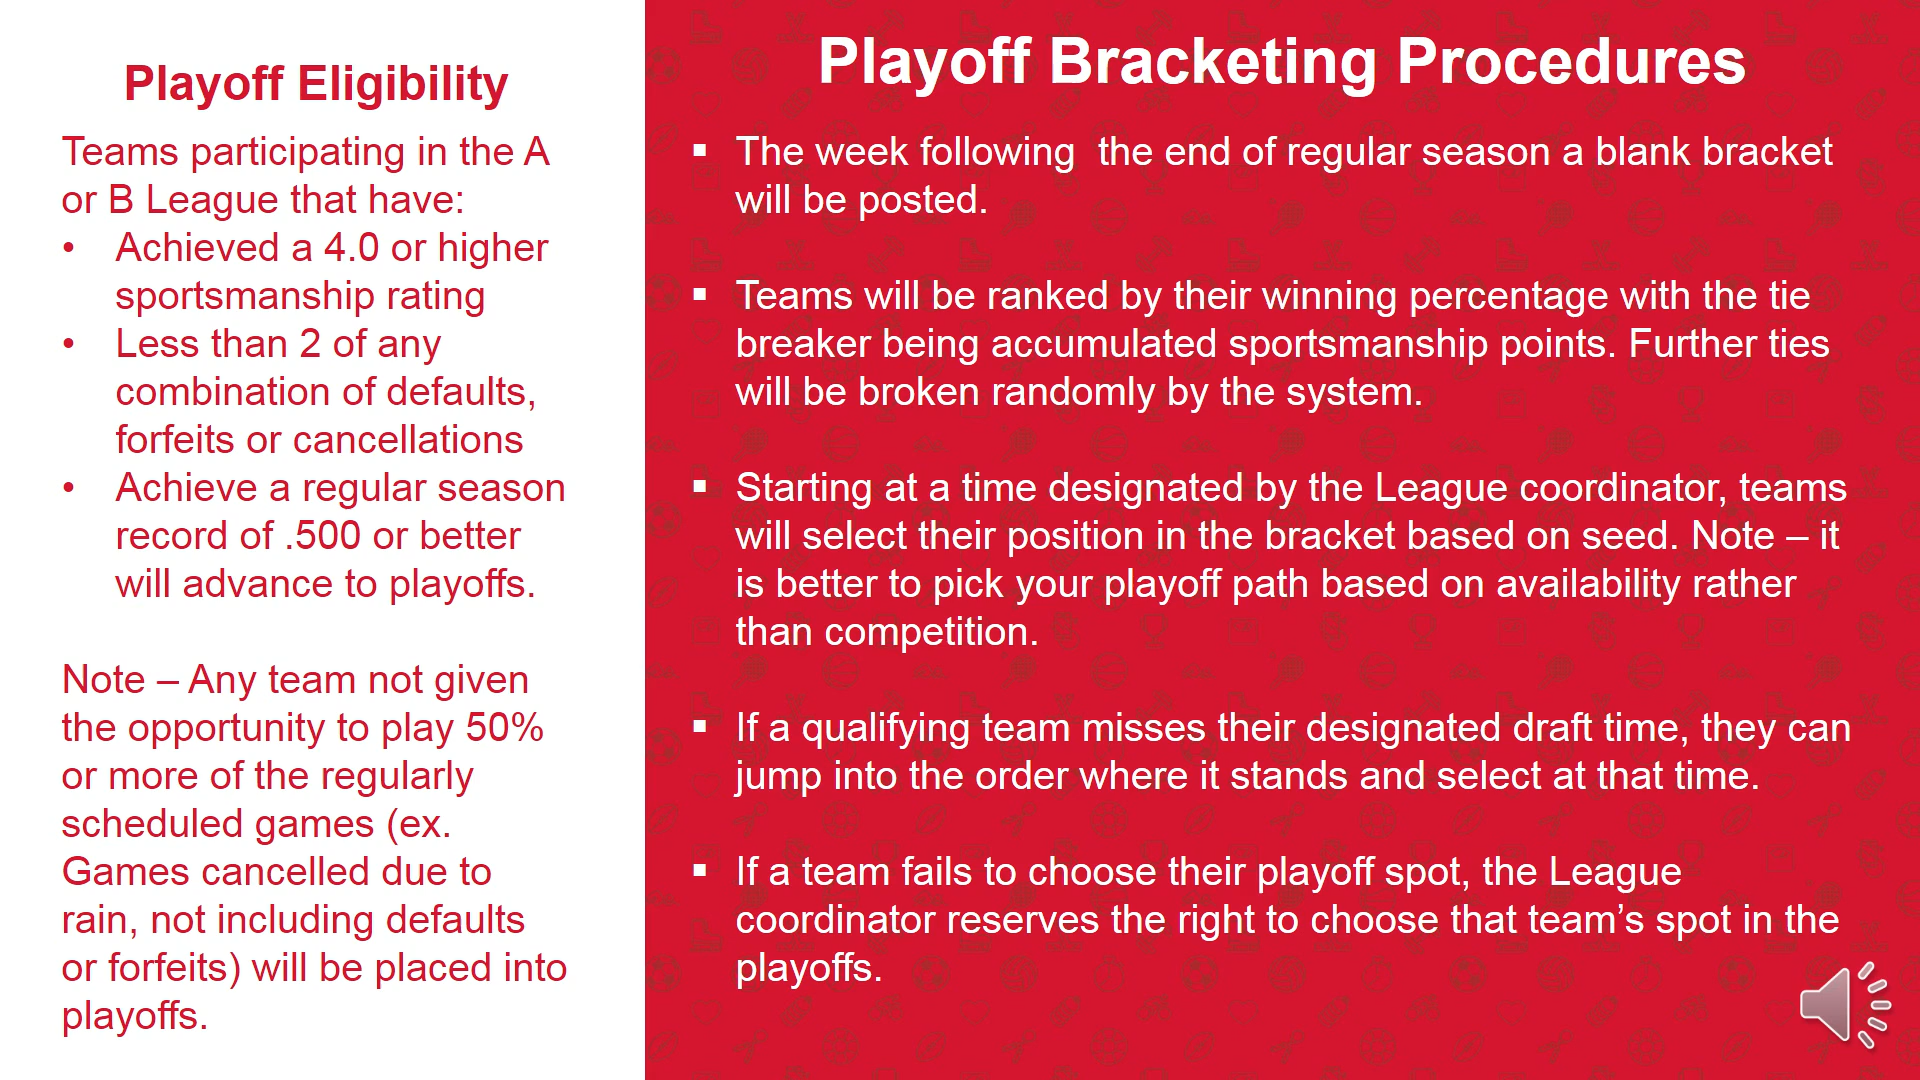 Playoff Eligibility
Teams participating in the A
or B League that have:
• Achieved a 4.0 or higher
sportsmanship rating
• Less than 2 of any
combination of defaults,
forfeits or cancellations
• Achieve a regular season
record of .500 or better
will advance to playoffs.
Note – Any team not given
the opportunity to play 50%
or more of the regularly
scheduled games (ex.
Games cancelled due to
rain, not including defaults
or forfeits) will be placed into
playoffs.
Playoff Bracketing Procedures
▪ The week following  the end of regular season a blank bracket
will be posted.
▪ Teams will be ranked by their winning percentage with the tie
breaker being accumulated sportsmanship points. Further ties
will be broken randomly by the system.
▪ Starting at a time designated by the League coordinator, teams
will select their position in the bracket based on seed. Note – it
is better to pick your playoff path based on availability rather
than competition.
▪ If a qualifying team misses their designated draft time, they can
jump into the order where it stands and select at that time.
▪ If a team fails to choose their playoff spot, the League
coordinator reserves the right to choose that team’s spot in the
playoffs.